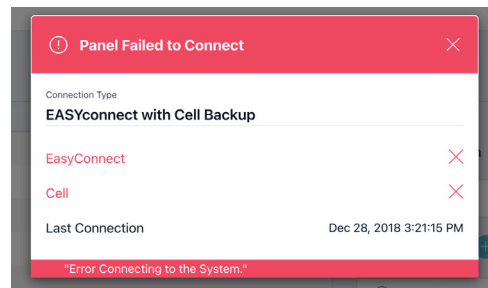 Panel Failed to Connect
Connection Type
EASYconnect with Cell Backup
EasyConnect
Cell
Last Connection Dec 28, 2018 3:21:15 PM
"Error Connecting to the System."